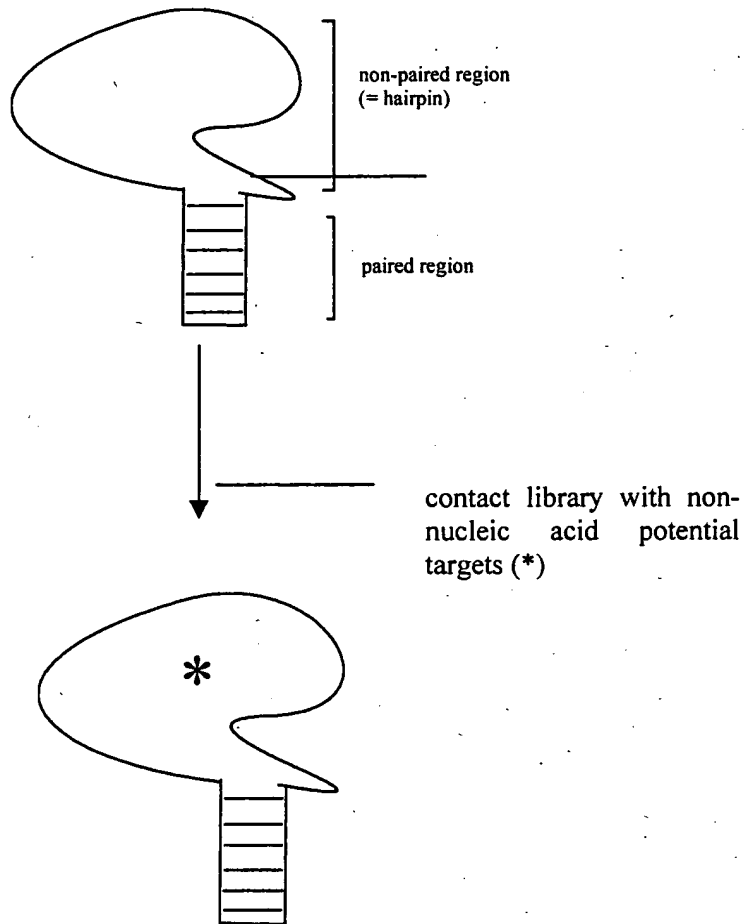 non-paired region
(= hairpin)
paired region
contact library with non-
nucleic acid potential
targets (*)
*